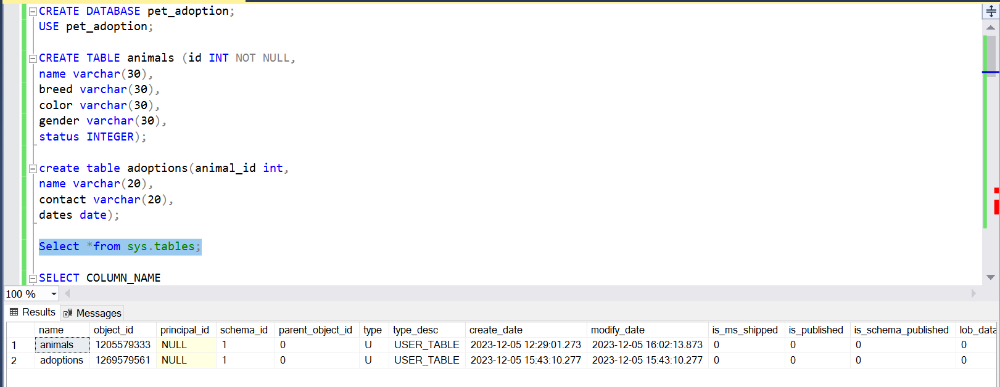 CREATE DATABASE pet_adoption;
USE pet_adoption;
CREATE TABLE animals (id INT NOT NULL,
name varchar(30),
breed varchar(30),
color varchar(30),
gender varchar(30),
status INTEGER);
create table adoptions(animal_id int,
name varchar(20),
contact varchar(20),
dates date);
Select *from sys.tables;
SELECT COLUMN_NAME
100 %
Results Messages
name object_id principal_id schema_id parent_object_id type type_desc create_date modify_date is_ms_shipped is_published is_schema_published lob_data
1 animals 1205579333 NULL 1 0 U USER_TABLE 2023-12-05 12:29:01.273 2023-12-05 16:02:13.873 0 0 0 0
2 adoptions 1269579561 NULL 1 0 U USER_TABLE 2023-12-05 15:43:10.277 2023-12-05 15:43:10.277 0 0 0 0